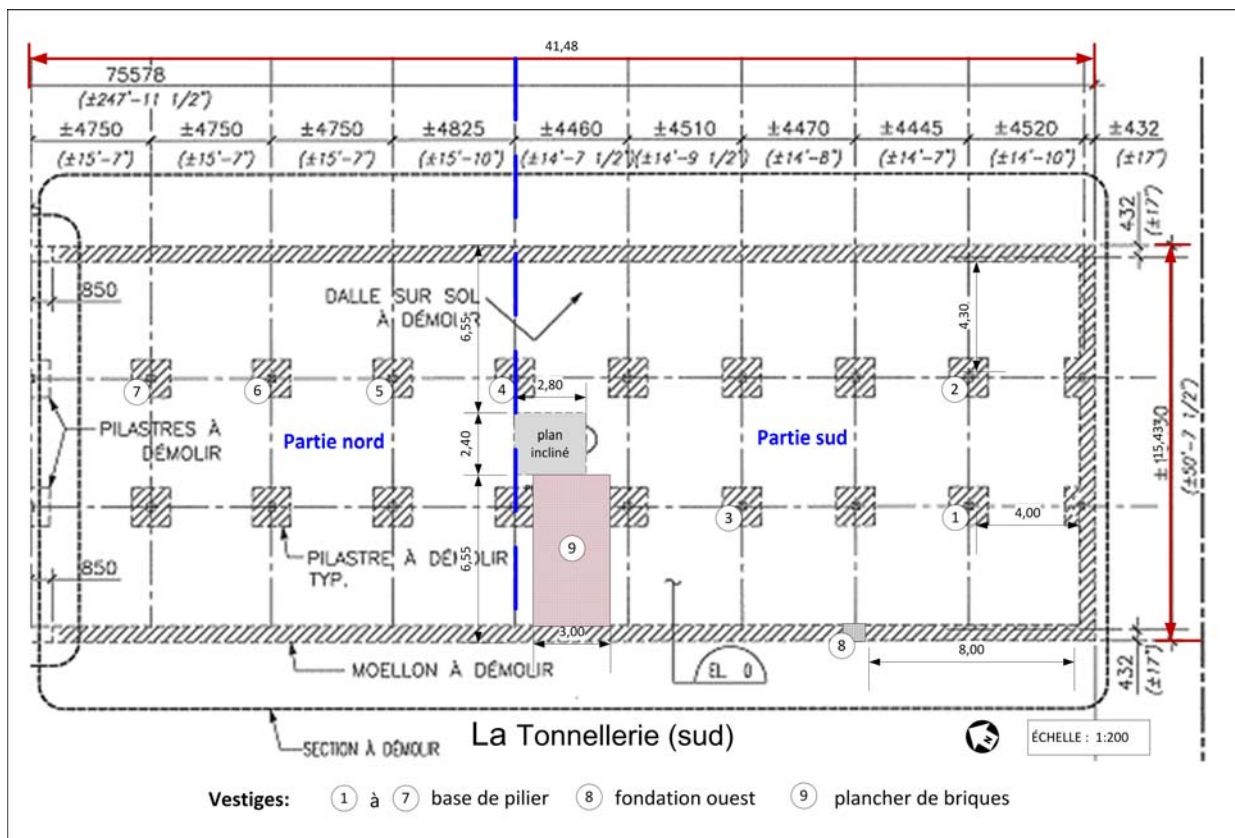 41,48
75578
(±247'-11 1/2")
±4750 ±4750 ±4750 ±4825 ±4460 ±4510 ±4470 ±4445 ±4520 ±432
(±15'-7") (±15'-7") (±15'-7") (±15'-10") (±14'-7 1/2") (±14'-9 1/2") (±14'-8") (±14'-7") (±14'-10") (±17")
432
(±17")
850
DALLE SUR SOL
À DÉMOLIR
6,55
4,30
7
6
5
4
2,80
2
PILASTRES À
DÉMOLIR
Partie nord
2,40
plan
incliné
Partie sud
15,43
(±50'-7 1/2")
3
1
4,00
9
850
PILASTRE À DÉMOLIR
TYP.
6,55
3,00
8
8,00
432
(±17")
MOELLON À DÉMOLIR
EL. 0
SECTION À DÉMOLIR
La Tonnellerie (sud)
N
ÉCHELLE : 1:200
Vestiges: 1 à 7 base de pilier 8 fondation ouest 9 plancher de briques